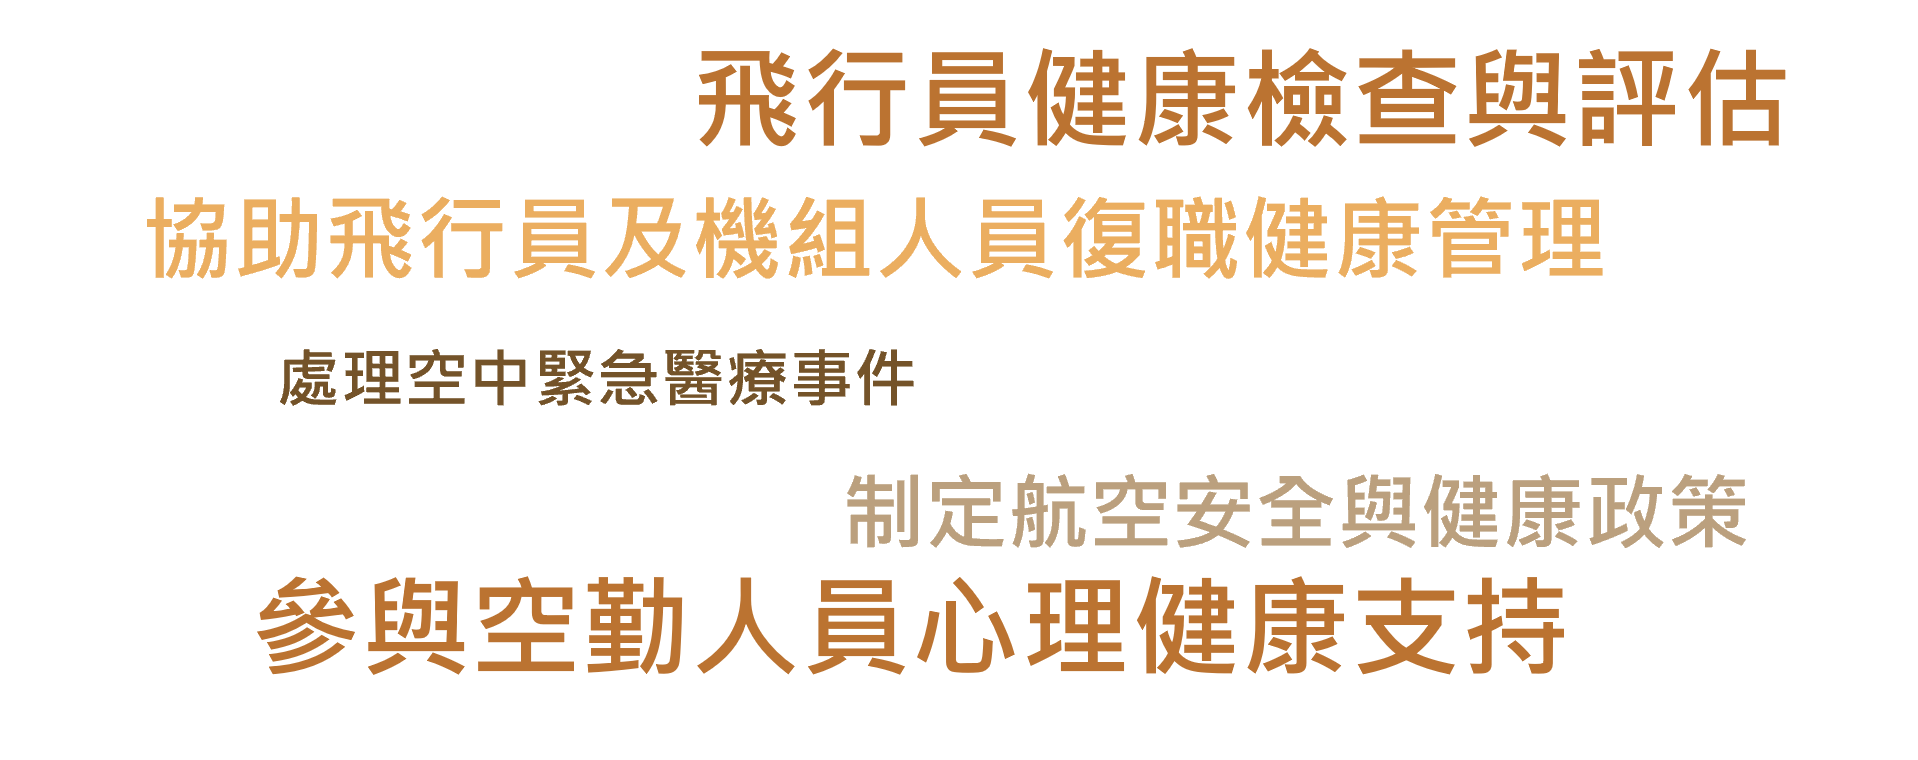 飛行員健康檢查與評估
協助飛行員及機組人員復職健康管理
處理空中緊急醫療事件
制定航空安全與健康政策
參與空勤人員心理健康支持